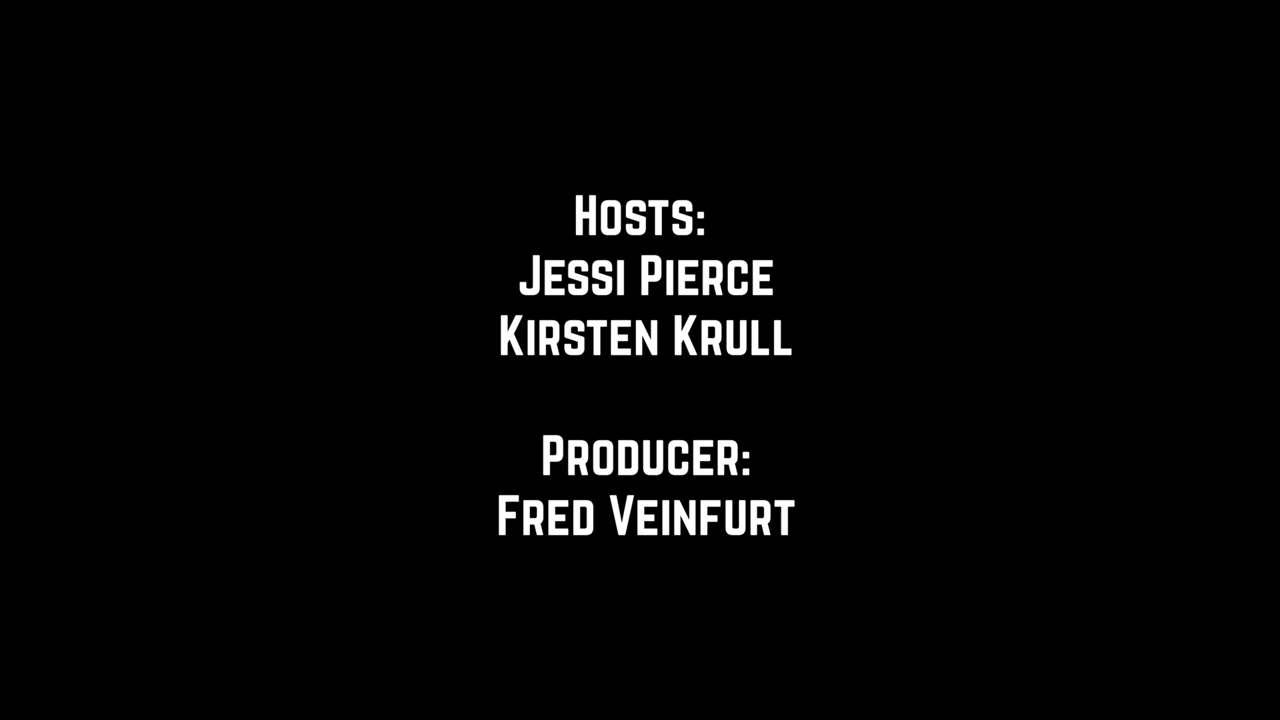 Hosts:
Jessi Pierce
Kirsten Krull
Producer:
Fred Veinfurt